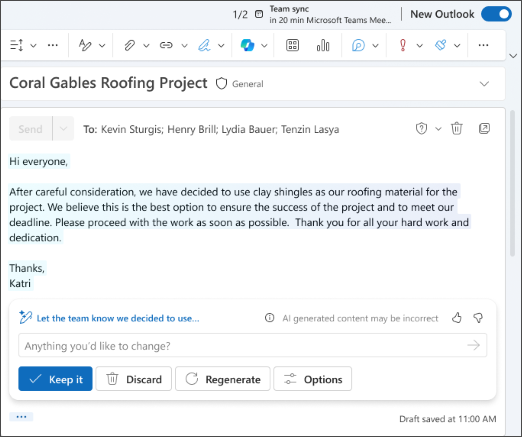 1/2 Team sync
in 20 min Microsoft Teams Mee...
New Outlook
Coral Gables Roofing Project General
Send To: Kevin Sturgis; Henry Brill; Lydia Bauer; Tenzin Lasya
Hi everyone,
After careful consideration, we have decided to use clay shingles as our roofing material for the
project. We believe this is the best option to ensure the success of the project and to meet our
deadline. Please proceed with the work as soon as possible.  Thank you for all your hard work and
dedication.
Thanks,
Katri
Let the team know we decided to use... AI generated content may be incorrect
Anything you'd like to change?
Keep it Discard Regenerate Options
Draft saved at 11:00 AM